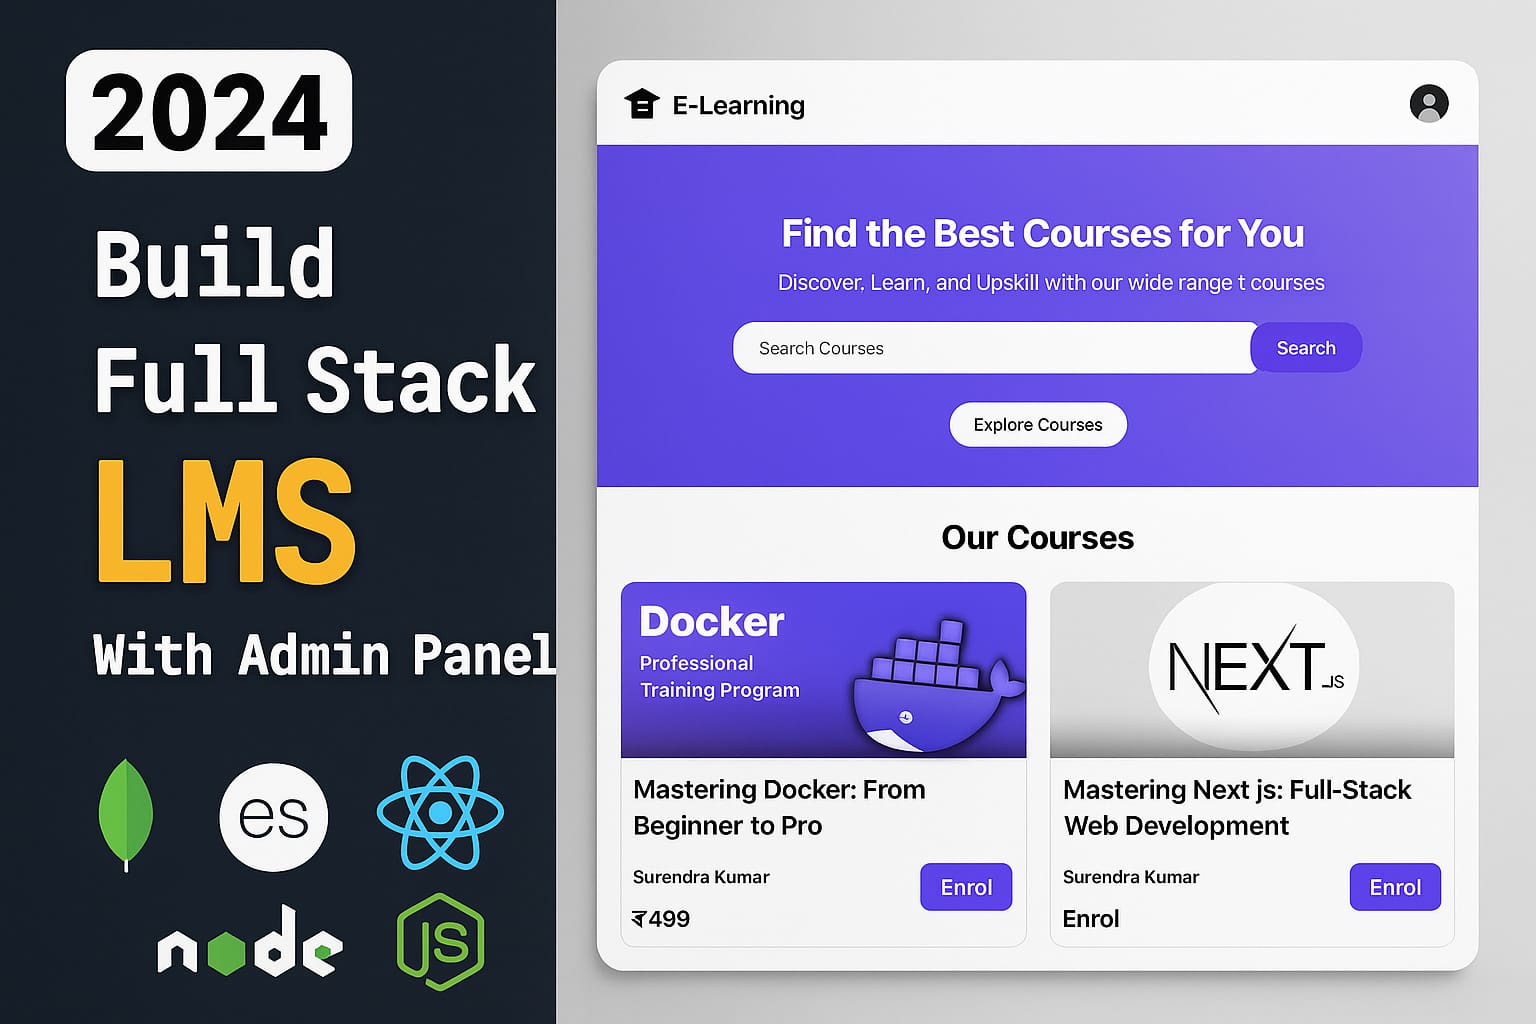 2024
Build
Full Stack
LMS
With Admin Panel
es
node
JS
E-Learning
Find the Best Courses for You
Discover. Learn, and Upskill with our wide range t courses
Search Courses
Search
Explore Courses
Our Courses
Docker
Professional
Training Program
NEXT.JS
Mastering Docker: From
Beginner to Pro
Surendra Kumar
Enrol
₹499
Mastering Next js: Full-Stack
Web Development
Surendra Kumar
Enrol
Enrol